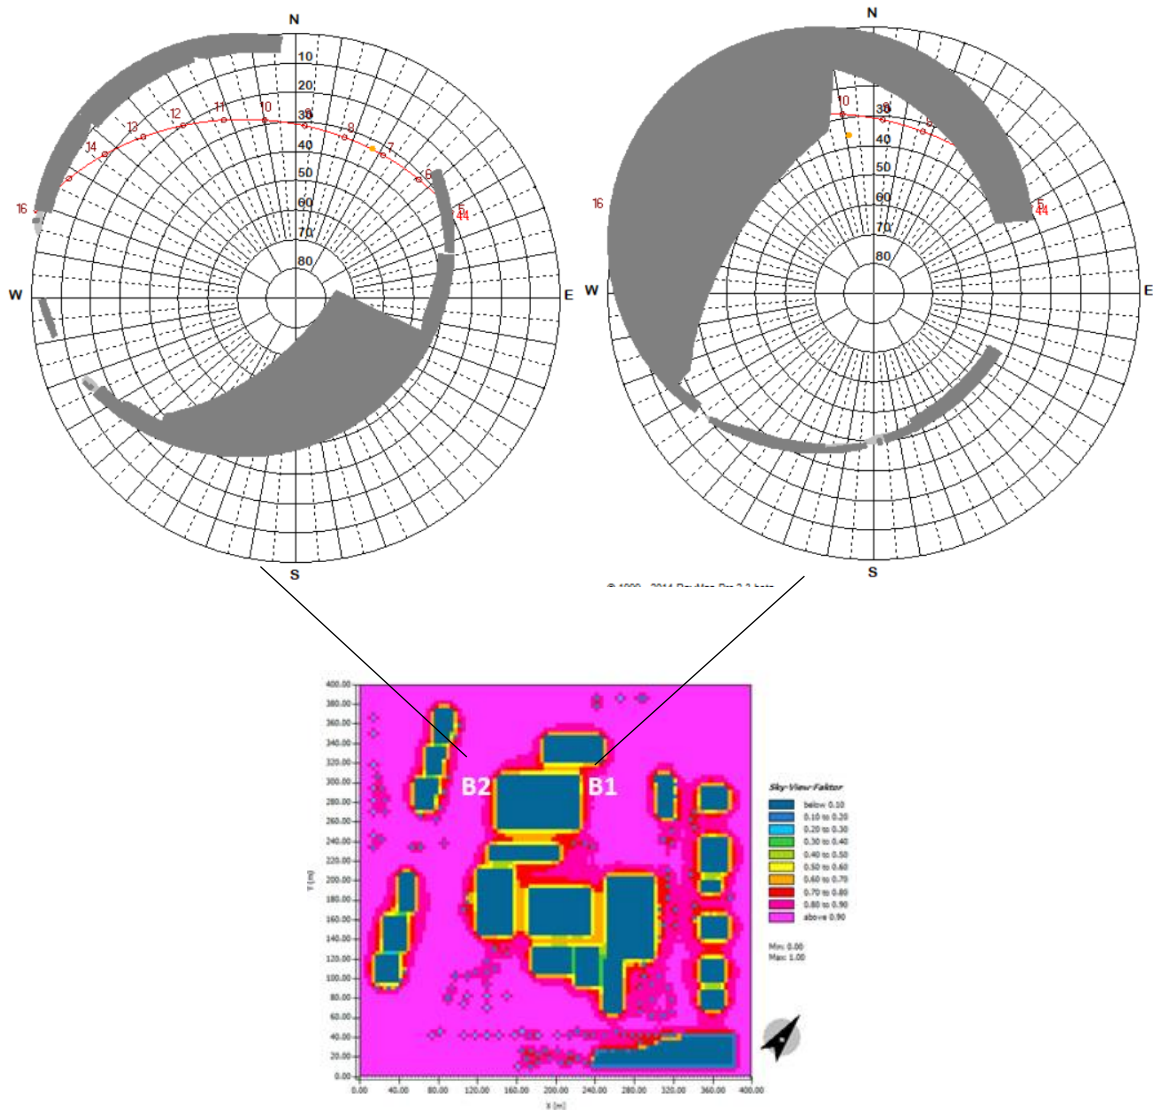 N
N
10
20
30
40
50
60
70
80
16
14
13
12
11
10
9
8
7
6
5
44
W
E
S
30
40
50
60
70
80
16
10
9
8
5
44
W
E
S
B2
B1
400.00
380.00
360.00
340.00
320.00
300.00
280.00
260.00
240.00
220.00
200.00
180.00
160.00
140.00
120.00
100.00
80.00
60.00
40.00
20.00
0.00
Y (m)
0.00 40.00 80.00 120.00 160.00 200.00 240.00 280.00 320.00 360.00 400.00
X (m)
Sky-View-Faktor
below 0.10
0.10 to 0.20
0.20 to 0.30
0.30 to 0.40
0.40 to 0.50
0.50 to 0.60
0.60 to 0.70
0.70 to 0.80
0.80 to 0.90
above 0.90
Min: 0.00
Max: 1.00